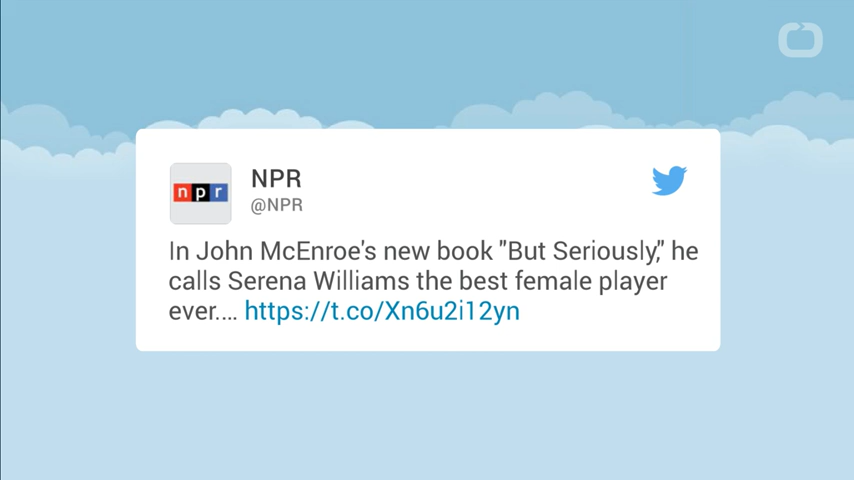 npr
NPR
@NPR
In John McEnroe's new book "But Seriously," he
calls Serena Williams the best female player
ever.... https://t.co/Xn6u2i12yn